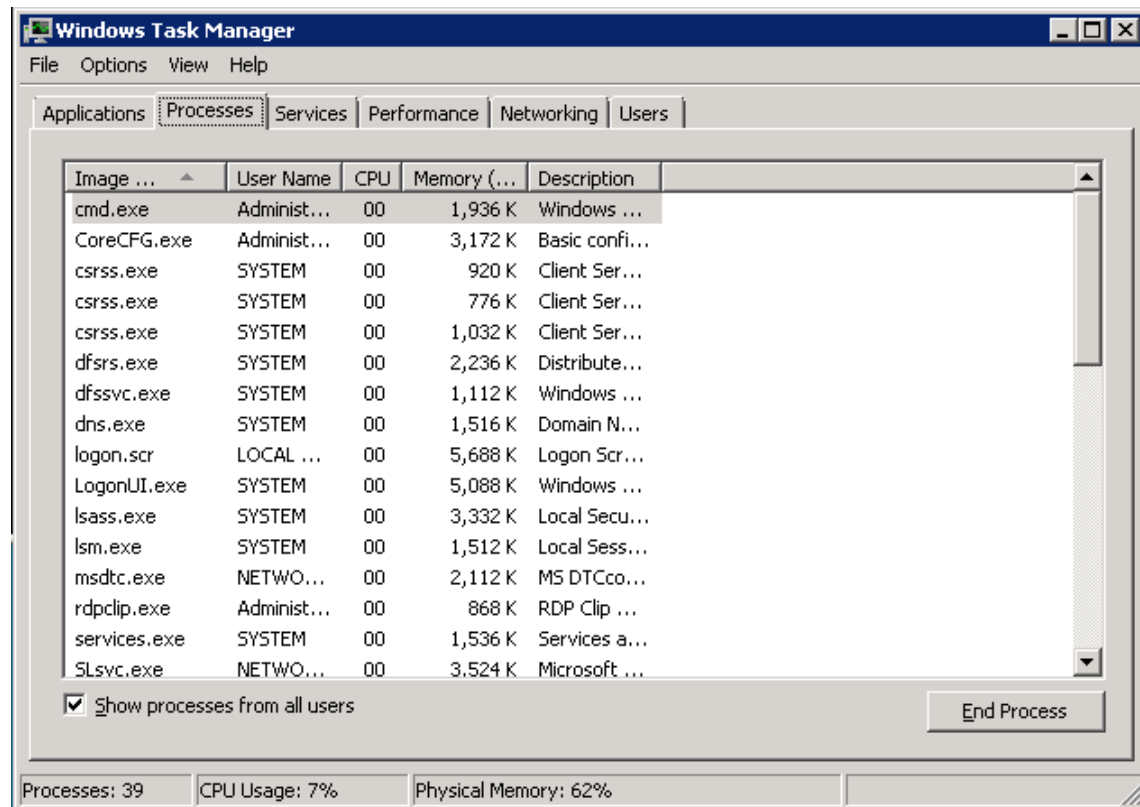 Windows Task Manager
File Options View Help
Applications Processes Services Performance Networking Users
Image ... User Name CPU Memory (... Description
cmd.exe Administ... 00 1,936 K Windows ...
CoreCFG.exe Administ... 00 3,172 K Basic confi...
csrss.exe SYSTEM 00 920 K Client Ser...
csrss.exe SYSTEM 00 776 K Client Ser...
csrss.exe SYSTEM 00 1,032 K Client Ser...
dfsrs.exe SYSTEM 00 2,236 K Distribute...
dfssvc.exe SYSTEM 00 1,112 K Windows ...
dns.exe SYSTEM 00 1,516 K Domain N...
logon.scr LOCAL ... 00 5,688 K Logon Scr...
LogonUI.exe SYSTEM 00 5,088 K Windows ...
lsass.exe SYSTEM 00 3,332 K Local Secu...
lsm.exe SYSTEM 00 1,512 K Local Sess...
msdtc.exe NETWO... 00 2,112 K MS DTCco...
rdpclip.exe Administ... 00 868 K RDP Clip ...
services.exe SYSTEM 00 1,536 K Services a...
SLsvc.exe NETWO... 00 3,524 K Microsoft ...
Show processes from all users
End Process
Processes: 39 CPU Usage: 7% Physical Memory: 62%